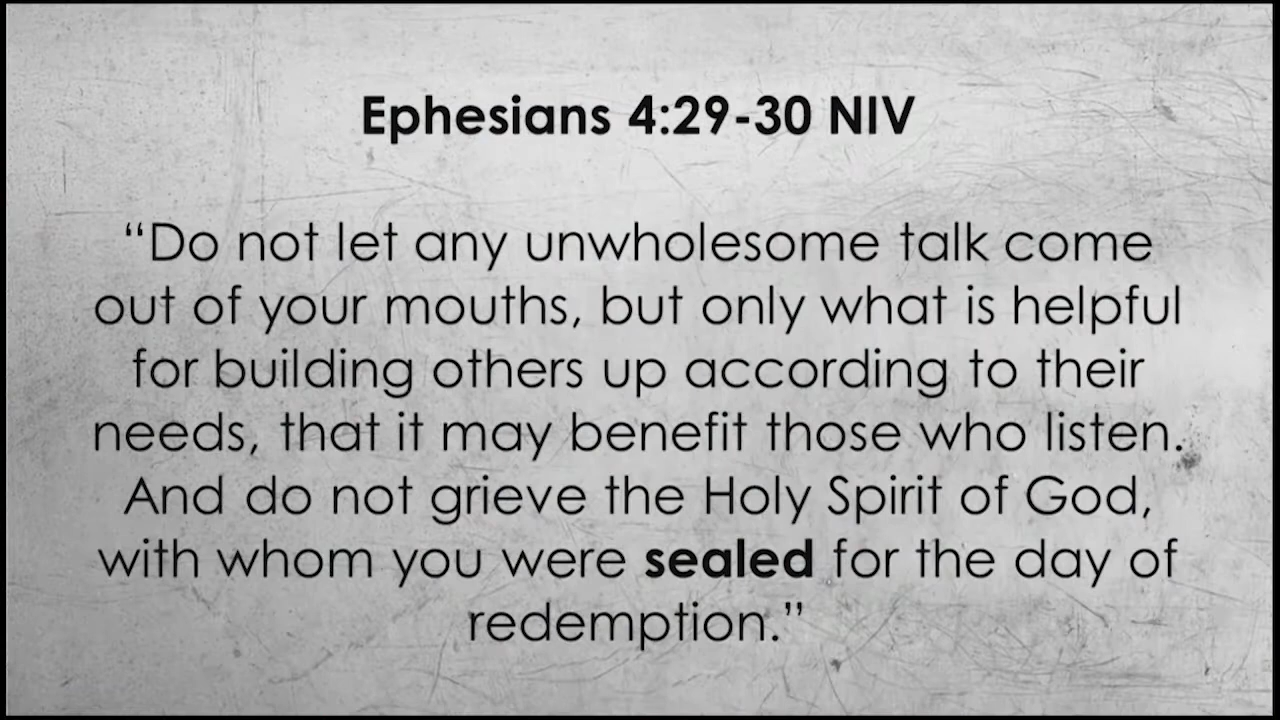 Ephesians 4:29-30 NIV
“Do not let any unwholesome talk come
out of your mouths, but only what is helpful
for building others up according to their
needs, that it may benefit those who listen.
And do not grieve the Holy Spirit of God,
with whom you were sealed for the day of
redemption.”